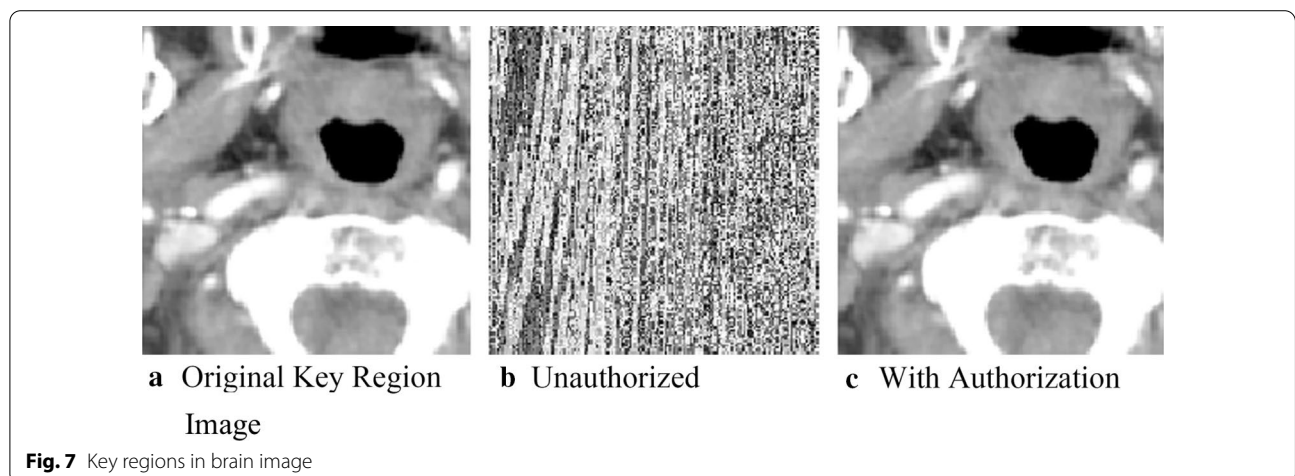 a Original Key Region
Image
b Unauthorized
c With Authorization
Fig. 7 Key regions in brain image